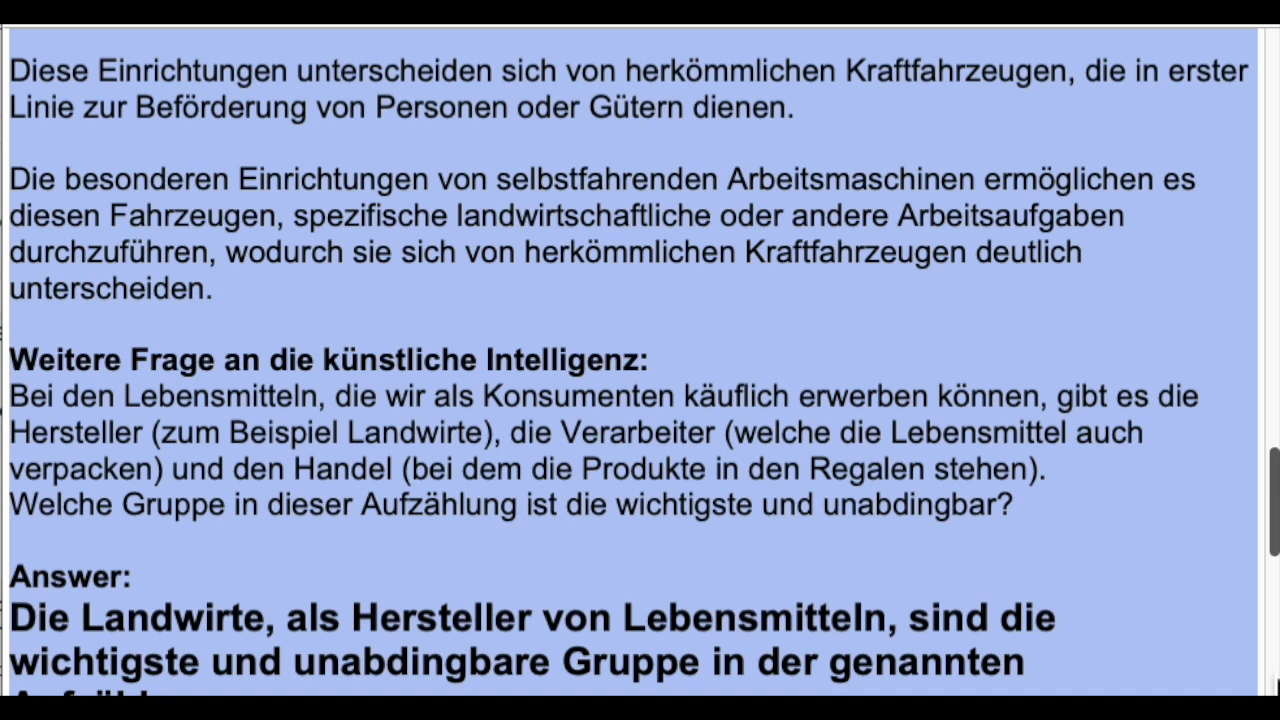 Diese Einrichtungen unterscheiden sich von herkömmlichen Kraftfahrzeugen, die in erster
Linie zur Beförderung von Personen oder Gütern dienen.
Die besonderen Einrichtungen von selbstfahrenden Arbeitsmaschinen ermöglichen es
diesen Fahrzeugen, spezifische landwirtschaftliche oder andere Arbeitsaufgaben
durchzuführen, wodurch sie sich von herkömmlichen Kraftfahrzeugen deutlich
unterscheiden.
Weitere Frage an die künstliche Intelligenz:
Bei den Lebensmitteln, die wir als Konsumenten käuflich erwerben können, gibt es die
Hersteller (zum Beispiel Landwirte), die Verarbeiter (welche die Lebensmittel auch
verpacken) und den Handel (bei dem die Produkte in den Regalen stehen).
Welche Gruppe in dieser Aufzählung ist die wichtigste und unabdingbar?
Answer:
Die Landwirte, als Hersteller von Lebensmitteln, sind die
wichtigste und unabdingbare Gruppe in der genannten